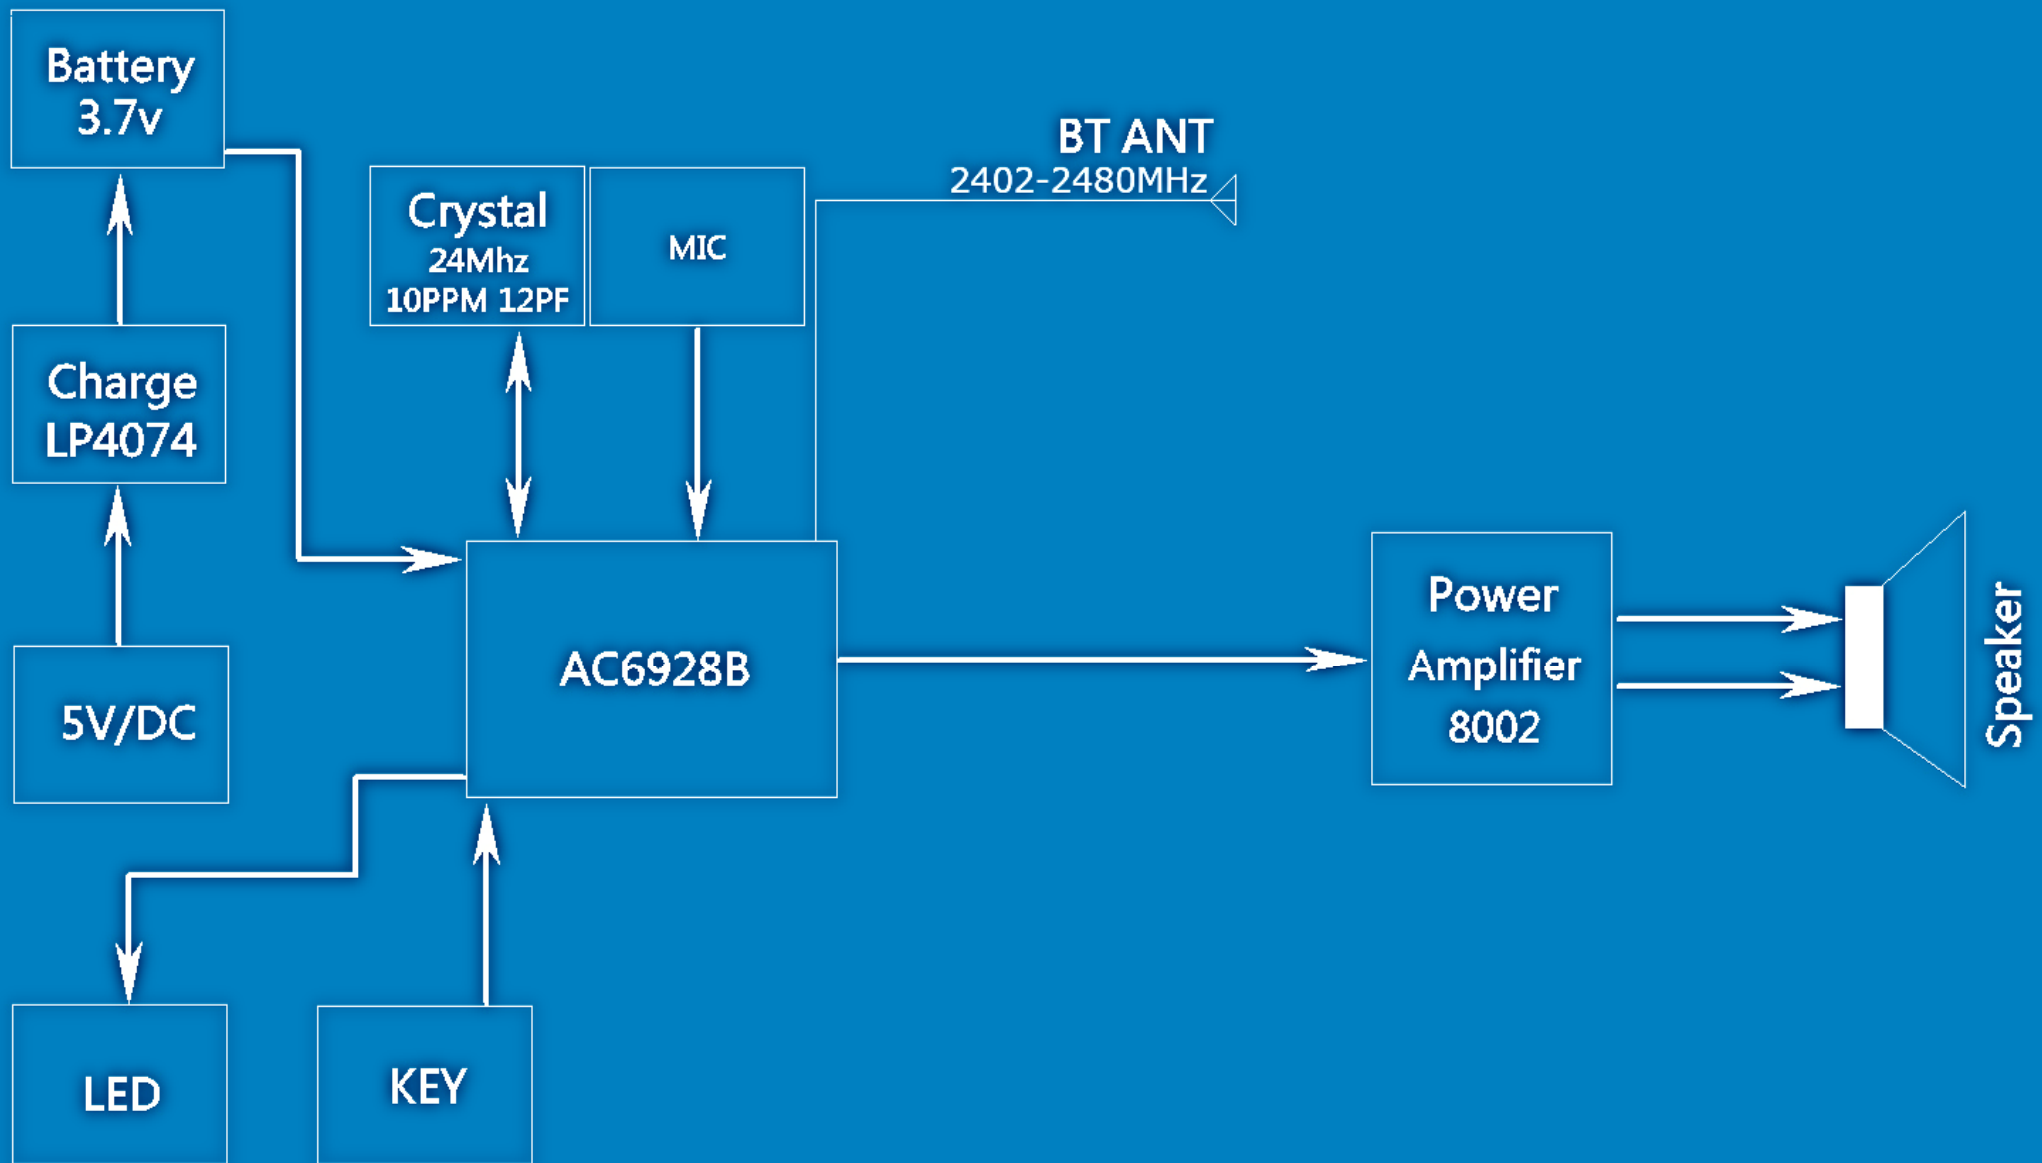 Battery
3.7v
BT ANT
2402-2480MHz
Crystal
24Mhz
10PPM 12PF
MIC
Charge
LP4074
5V/DC
AC6928B
Power
Amplifier
8002
Speaker
LED
KEY